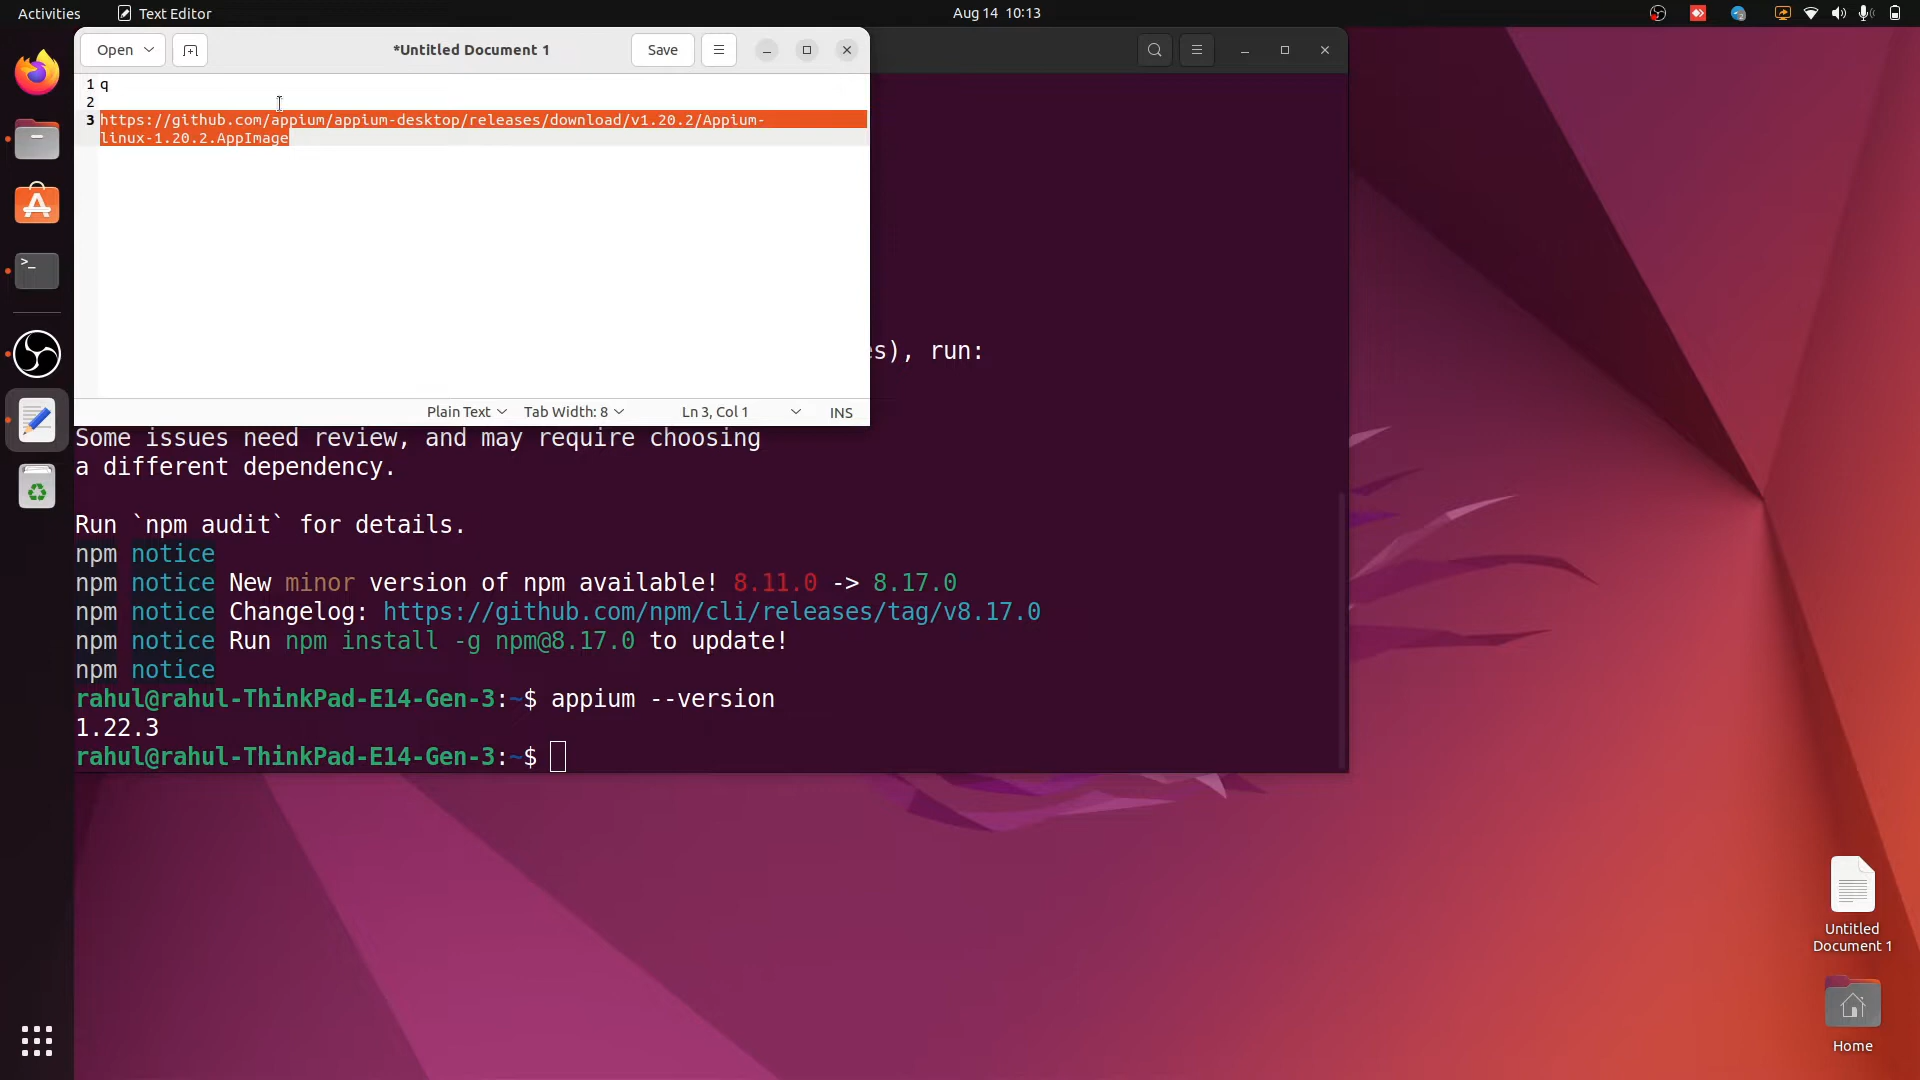 Activities
Text Editor
Aug 14 10:13
Open
*Untitled Document 1
Save
1 q
2
3 https://github.com/appium/appium-desktop/releases/download/v1.20.2/Appium-
linux-1.20.2.AppImage
Plain Text
Tab Width: 8
Ln 3, Col 1
INS
es), run:
Some issues need review, and may require choosing
a different dependency.
Run `npm audit` for details.
npm notice
npm notice New minor version of npm available! 8.11.0 -> 8.17.0
npm notice Changelog: https://github.com/npm/cli/releases/tag/v8.17.0
npm notice Run npm install -g npm@8.17.0 to update!
npm notice
rahul@rahul-ThinkPad-E14-Gen-3:~$ appium --version
1.22.3
rahul@rahul-ThinkPad-E14-Gen-3:~$
Untitled
Document 1
Home